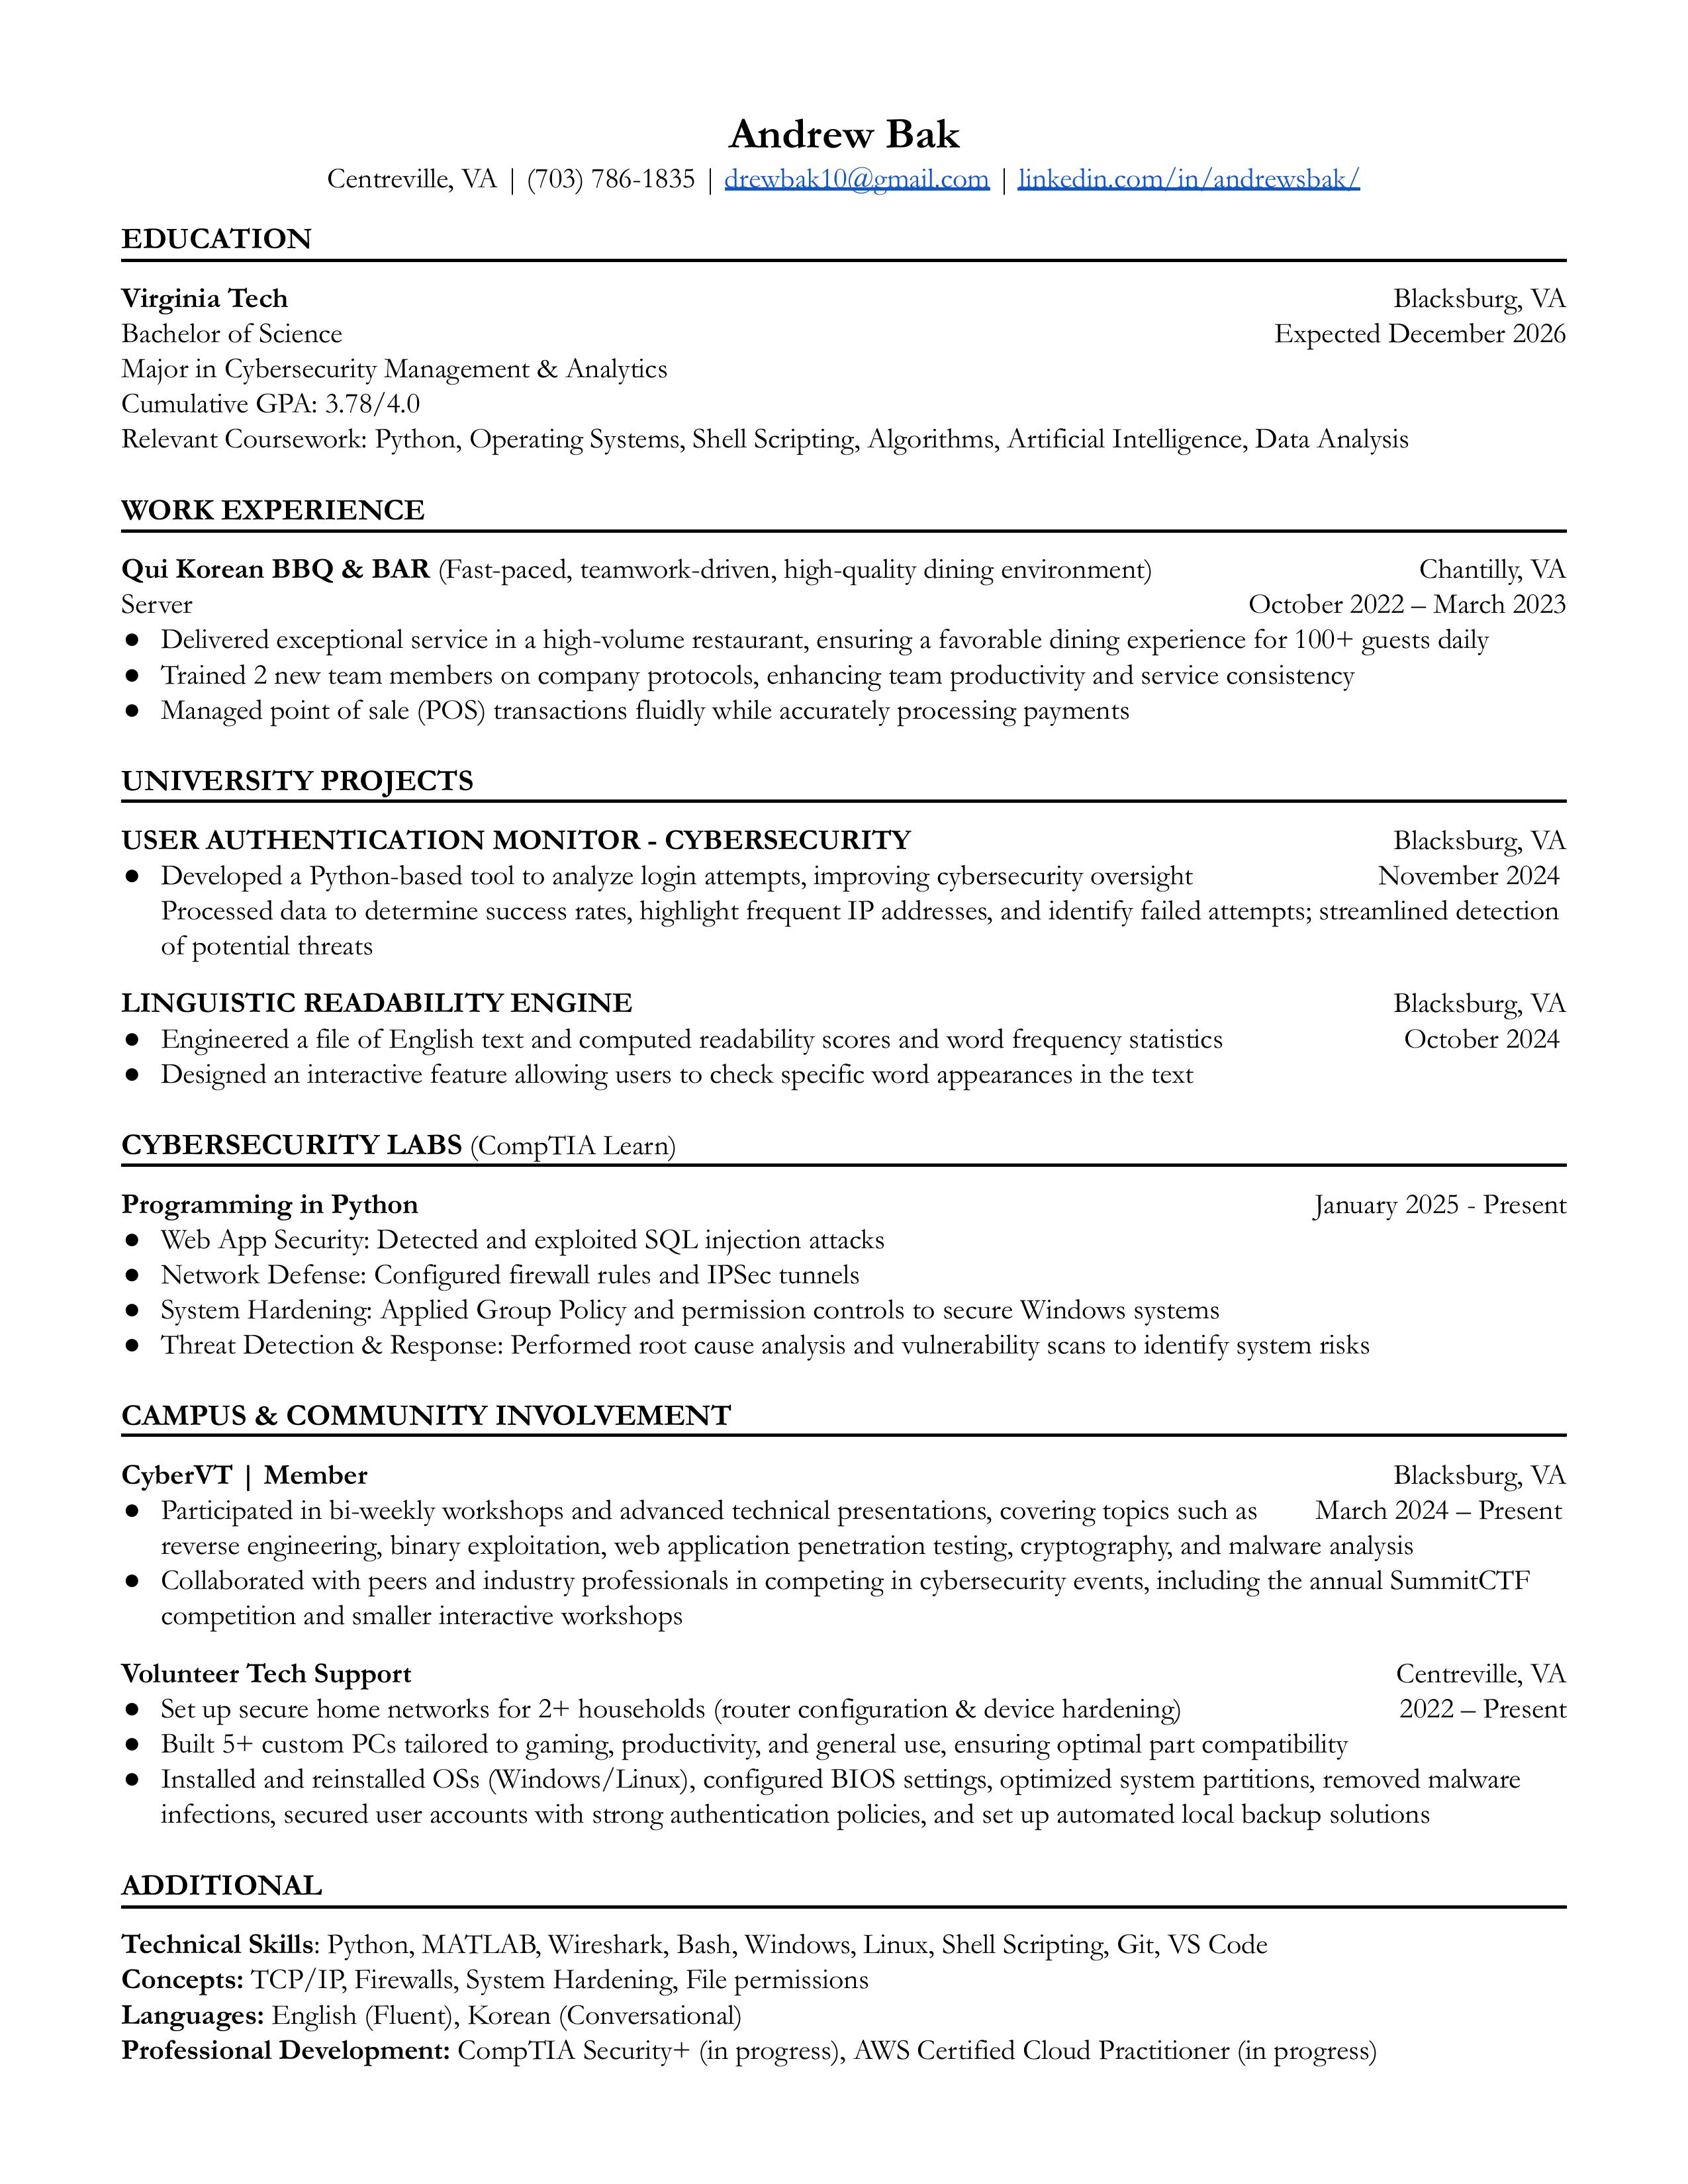 Andrew Bak
Centreville, VA | (703) 786-1835 | drewbak10@gmail.com | linkedin.com/in/andrewsbak/
EDUCATION
Virginia Tech Blacksburg, VA
Bachelor of Science Expected December 2026
Major in Cybersecurity Management & Analytics
Cumulative GPA: 3.78/4.0
Relevant Coursework: Python, Operating Systems, Shell Scripting, Algorithms, Artificial Intelligence, Data Analysis
WORK EXPERIENCE
Qui Korean BBQ & BAR (Fast-paced, teamwork-driven, high-quality dining environment) Chantilly, VA
Server October 2022 – March 2023
● Delivered exceptional service in a high-volume restaurant, ensuring a favorable dining experience for 100+ guests daily
● Trained 2 new team members on company protocols, enhancing team productivity and service consistency
● Managed point of sale (POS) transactions fluidly while accurately processing payments
UNIVERSITY PROJECTS
USER AUTHENTICATION MONITOR - CYBERSECURITY Blacksburg, VA
● Developed a Python-based tool to analyze login attempts, improving cybersecurity oversight November 2024
Processed data to determine success rates, highlight frequent IP addresses, and identify failed attempts; streamlined detection
of potential threats
LINGUISTIC READABILITY ENGINE Blacksburg, VA
● Engineered a file of English text and computed readability scores and word frequency statistics October 2024
● Designed an interactive feature allowing users to check specific word appearances in the text
CYBERSECURITY LABS (CompTIA Learn)
Programming in Python January 2025 - Present
● Web App Security: Detected and exploited SQL injection attacks
● Network Defense: Configured firewall rules and IPSec tunnels
● System Hardening: Applied Group Policy and permission controls to secure Windows systems
● Threat Detection & Response: Performed root cause analysis and vulnerability scans to identify system risks
CAMPUS & COMMUNITY INVOLVEMENT
CyberVT | Member Blacksburg, VA
● Participated in bi-weekly workshops and advanced technical presentations, covering topics such as March 2024 – Present
reverse engineering, binary exploitation, web application penetration testing, cryptography, and malware analysis
● Collaborated with peers and industry professionals in competing in cybersecurity events, including the annual SummitCTF
competition and smaller interactive workshops
Volunteer Tech Support Centreville, VA
● Set up secure home networks for 2+ households (router configuration & device hardening) 2022 – Present
● Built 5+ custom PCs tailored to gaming, productivity, and general use, ensuring optimal part compatibility
● Installed and reinstalled OSs (Windows/Linux), configured BIOS settings, optimized system partitions, removed malware
infections, secured user accounts with strong authentication policies, and set up automated local backup solutions
ADDITIONAL
Technical Skills: Python, MATLAB, Wireshark, Bash, Windows, Linux, Shell Scripting, Git, VS Code
Concepts: TCP/IP, Firewalls, System Hardening, File permissions
Languages: English (Fluent), Korean (Conversational)
Professional Development: CompTIA Security+ (in progress), AWS Certified Cloud Practitioner (in progress)